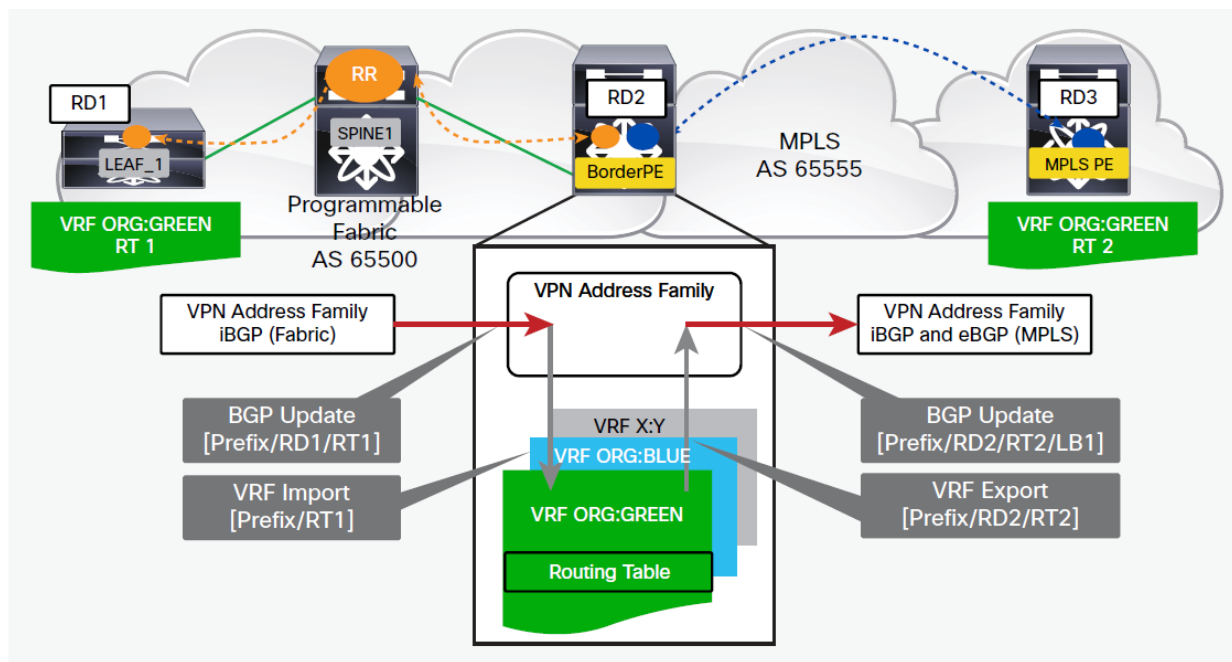 RR
RD1
RD2
RD3
SPINE1
LEAF_1
MPLS
AS 65555
BorderPE
MPLS PE
Programmable
Fabric
AS 65500
VRF ORG:GREEN
RT 1
VRF ORG:GREEN
RT 2
VPN Address Family
VPN Address Family
iBGP (Fabric)
VPN Address Family
iBGP and eBGP (MPLS)
BGP Update
[Prefix/RD1/RT1]
BGP Update
[Prefix/RD2/RT2/LB1]
VRF X:Y
VRF ORG:BLUE
VRF Import
[Prefix/RT1]
VRF Export
[Prefix/RD2/RT2]
VRF ORG:GREEN
Routing Table